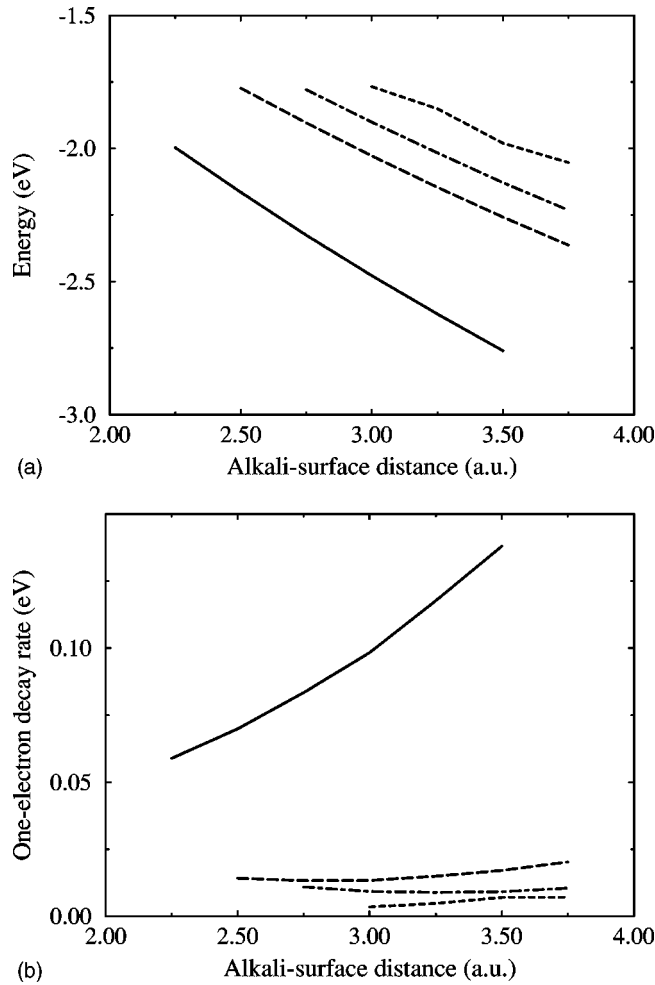 -1.5
-2.0
-2.5
-3.0
Energy (eV)
2.00 2.50 3.00 3.50 4.00
(a) Alkali-surface distance (a.u.)
0.10
0.05
0.00
One-electron decay rate (eV)
2.00 2.50 3.00 3.50 4.00
(b) Alkali-surface distance (a.u.)